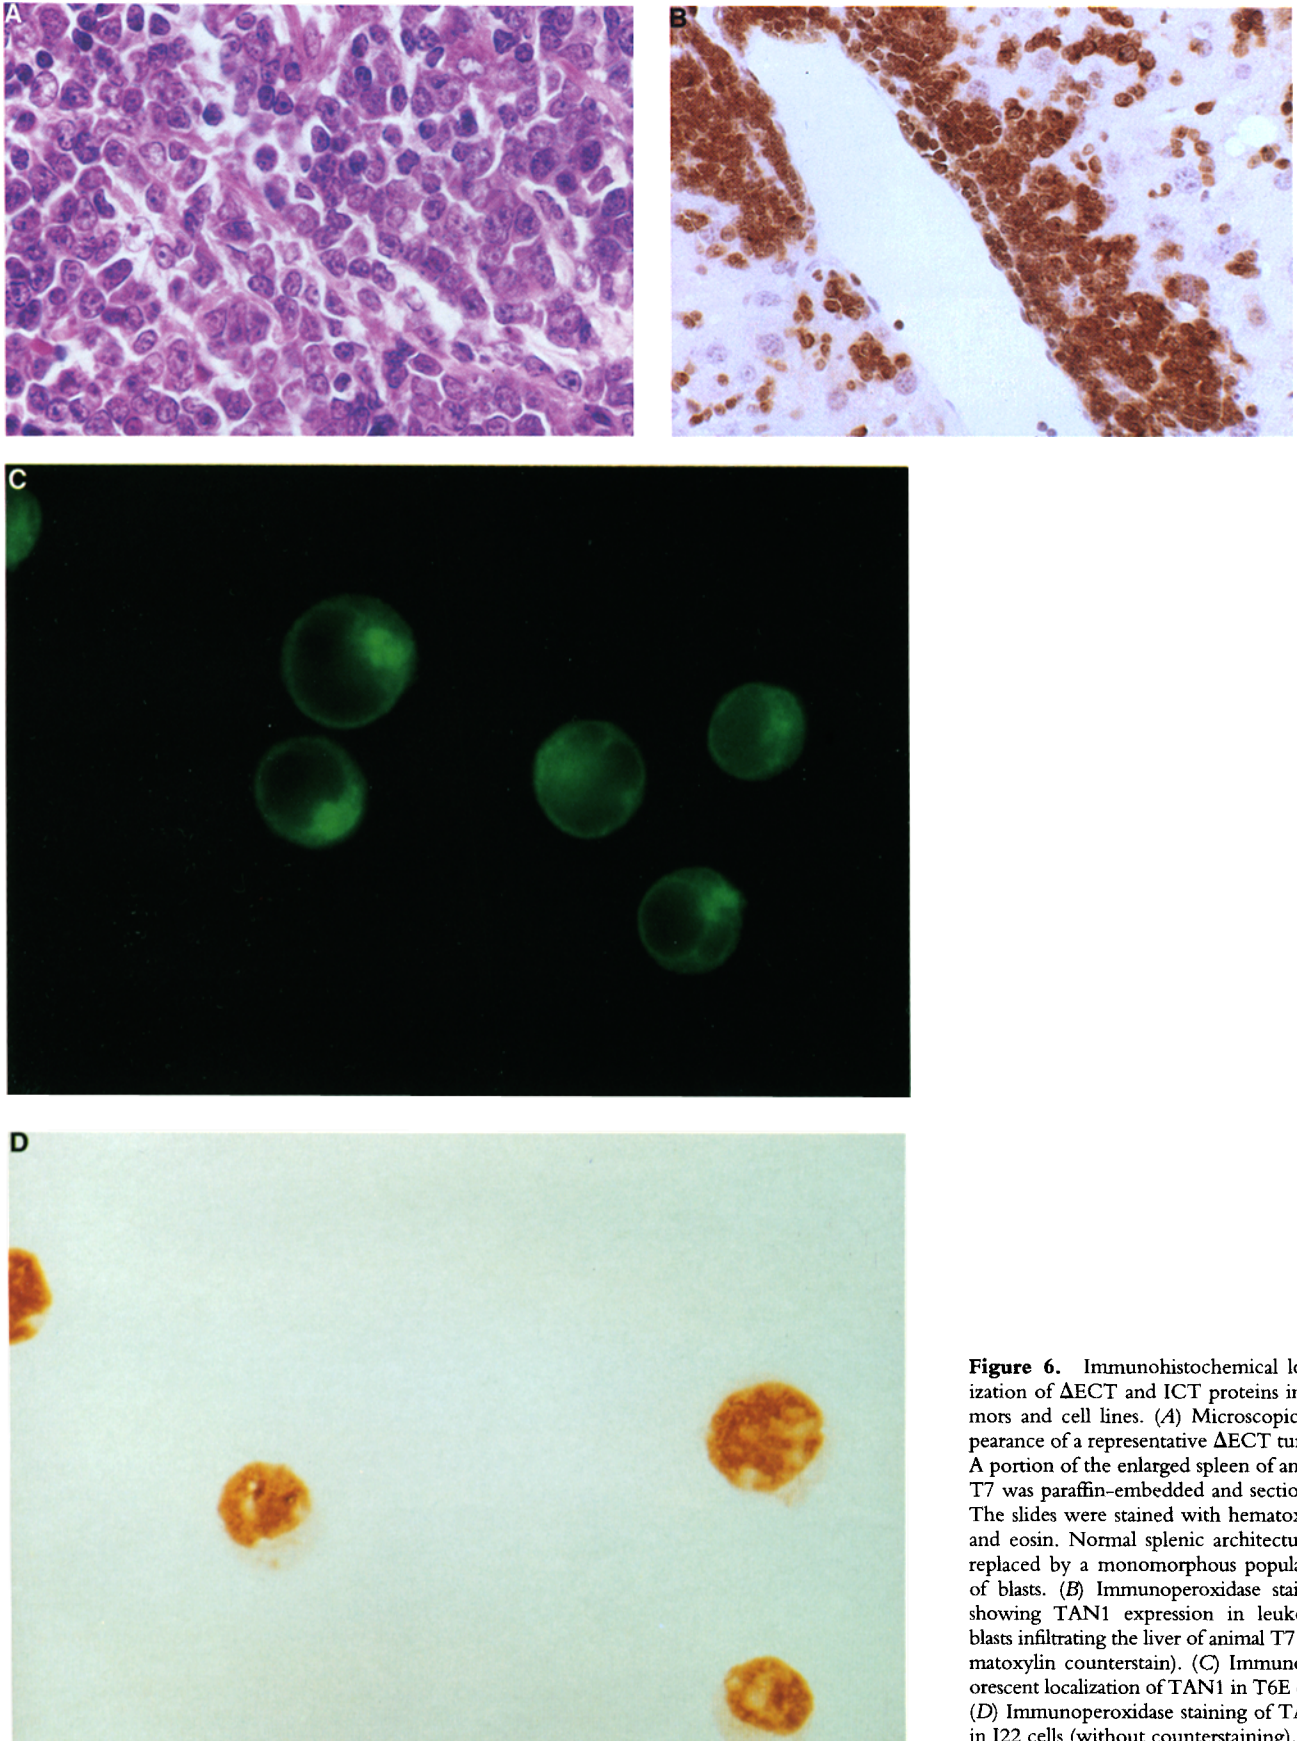 A
B
C
D
Figure 6. Immunohistochemical lo
ization of ΔECT and ICT proteins in
mors and cell lines. (A) Microscopic
pearance of a representative ΔECT tu
A portion of the enlarged spleen of an
T7 was paraffin-embedded and sectio
The slides were stained with hematox
and eosin. Normal splenic architectu
replaced by a monomorphous popula
of blasts. (B) Immunoperoxidase stai
showing TAN1 expression in leuk
blasts infiltrating the liver of animal T7
matoxylin counterstain). (C) Immun
orescent localization of TAN1 in T6E
(D) Immunoperoxidase staining of TA
in I22 cells (without counterstaining).